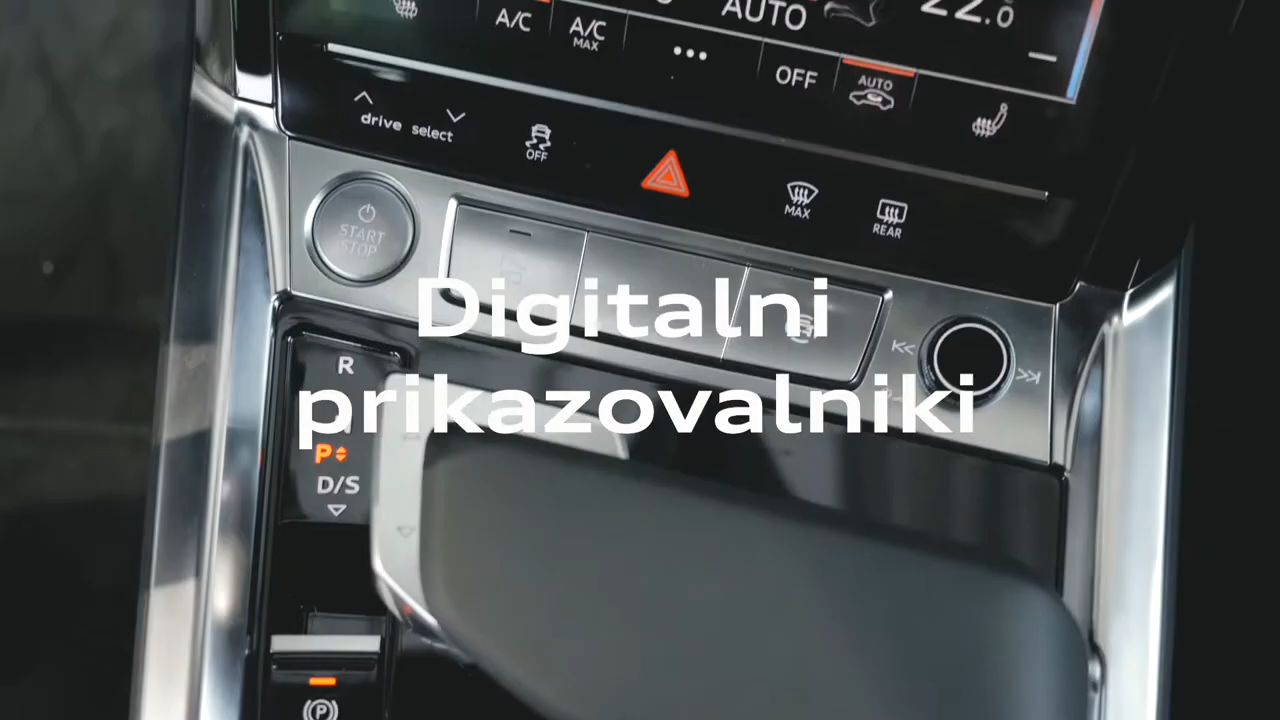 AUTO
22.0
A/C
A/C
MAX
OFF
AUTO
drive select
OFF
MAX
REAR
START
STOP
Digitalni
prikazovalniki
R
P
D/S
P